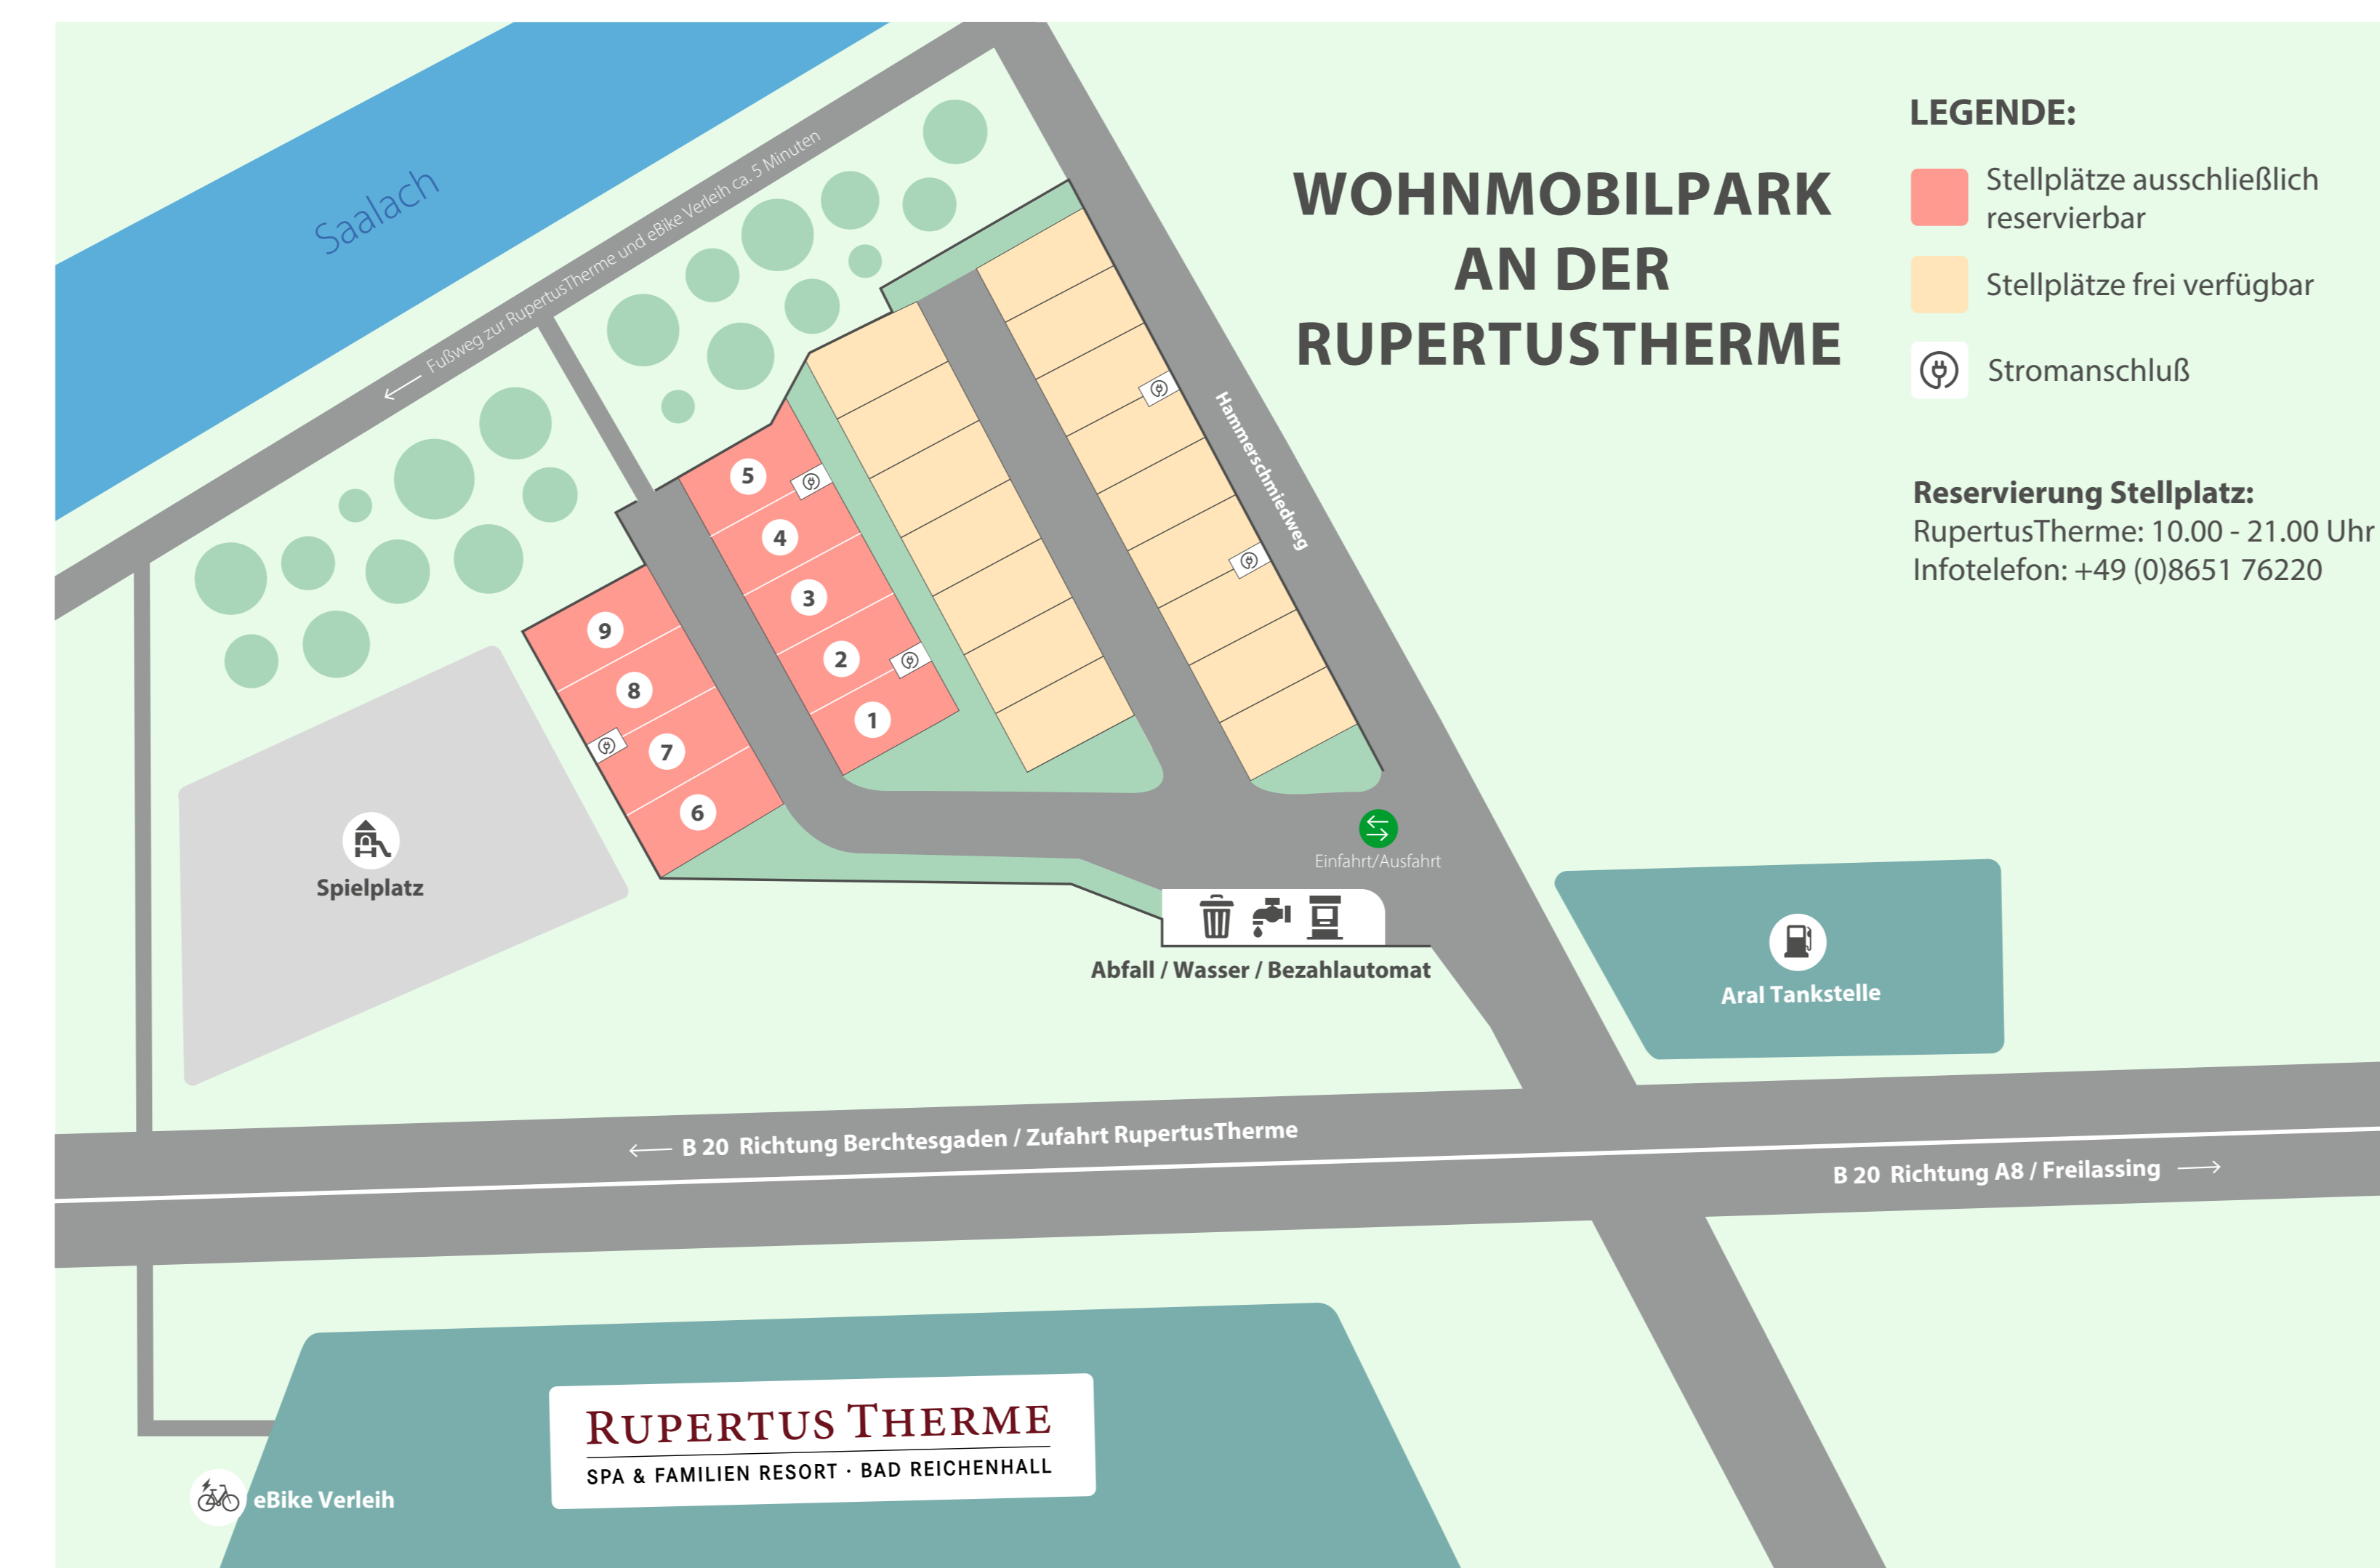 WOHNMOBILPARK
AN DER
RUPERTUSTHERME
LEGENDE:
Stellplätze ausschließlich
reservierbar
Stellplätze frei verfügbar
Stromanschluß
Reservierung Stellplatz:
RupertusTherme: 10.00 - 21.00 Uhr
Infotelefon: +49 (0)8651 76220
Saalach
← Fußweg zur RupertusTherme und eBike Verleih ca. 5 Minuten
Hammerschmiedweg
5
4
3
2
1
9
8
7
6
Spielplatz
Einfahrt/Ausfahrt
Abfall / Wasser / Bezahlautomat
Aral Tankstelle
← B 20 Richtung Berchtesgaden / Zufahrt RupertusTherme
B 20 Richtung A8 / Freilassing →
RUPERTUS THERME
SPA & FAMILIEN RESORT · BAD REICHENHALL
eBike Verleih